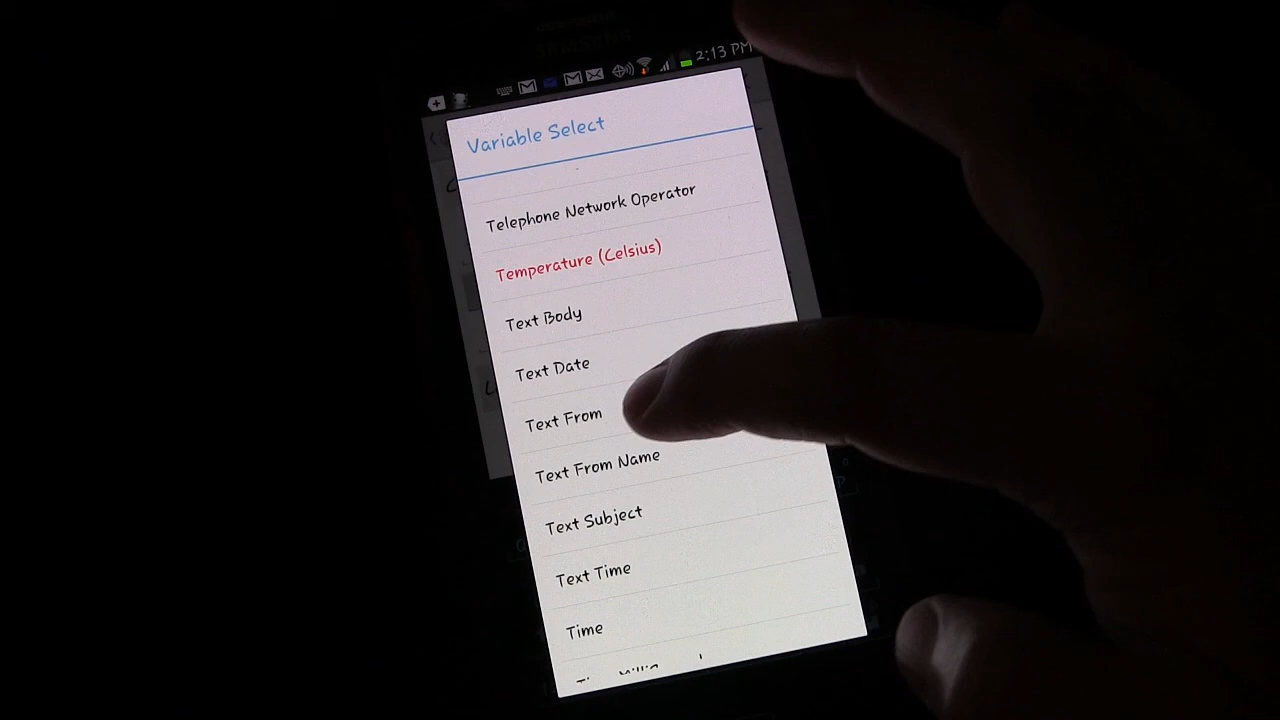 SAMSUNG
2:13 PM
Variable Select
Telephone Network Operator
Temperature (Celsius)
Text Body
Text Date
Text From
Text From Name
Text Subject
Text Time
Time